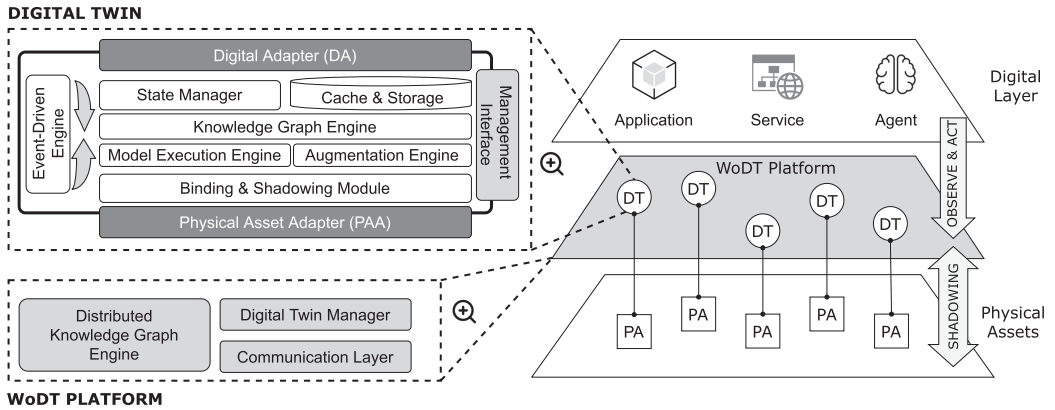 DIGITAL TWIN
Digital Adapter (DA)
Event-Driven
Engine
State Manager
Cache & Storage
Knowledge Graph Engine
Model Execution Engine
Augmentation Engine
Binding & Shadowing Module
Physical Asset Adapter (PAA)
Management
Interface
Distributed
Knowledge Graph
Engine
Digital Twin Manager
Communication Layer
WoDT PLATFORM
Application
Service
Agent
Digital
Layer
WoDT Platform
DT
DT
DT
DT
DT
OBSERVE & ACT
SHADOWING
PA
PA
PA
PA
PA
Physical
Assets